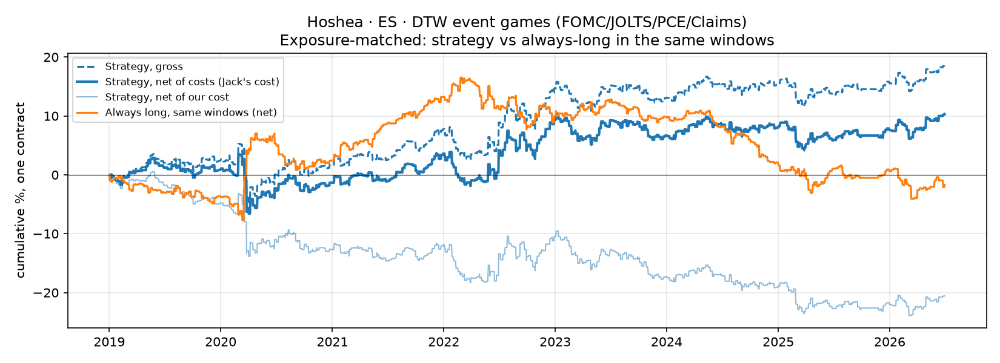 Hoshea · ES · DTW event games (FOMC/JOLTS/PCE/Claims)
Exposure-matched: strategy vs always-long in the same windows
Strategy, gross
Strategy, net of costs (Jack's cost)
Strategy, net of our cost
Always long, same windows (net)
cumulative %, one contract
20
10
0
−10
−20
2019
2020
2021
2022
2023
2024
2025
2026